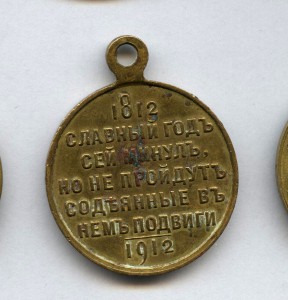 1812
СЛАВНЫЙ ГОДЪ
СЕЙ МИНУЛЪ,
НО НЕ ПРОЙДУТЪ
СОДѢЯННЫЕ ВЪ
НЕМЪ ПОДВИГИ
1912